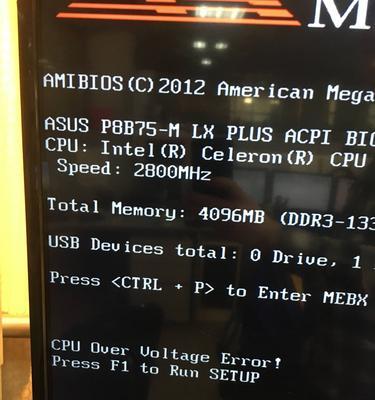 M
AMIBIOS(C)2012 American Mega
ASUS P8B75-M LX PLUS ACPI BIO
CPU: Intel(R) Celeron(R) CPU
Speed: 2800MHz
Total Memory: 4096MB (DDR3-133
USB Devices total: 0 Drive, 1
Press <CTRL + P> to Enter MEBX
CPU Over Voltage Error!
Press F1 to Run SETUP